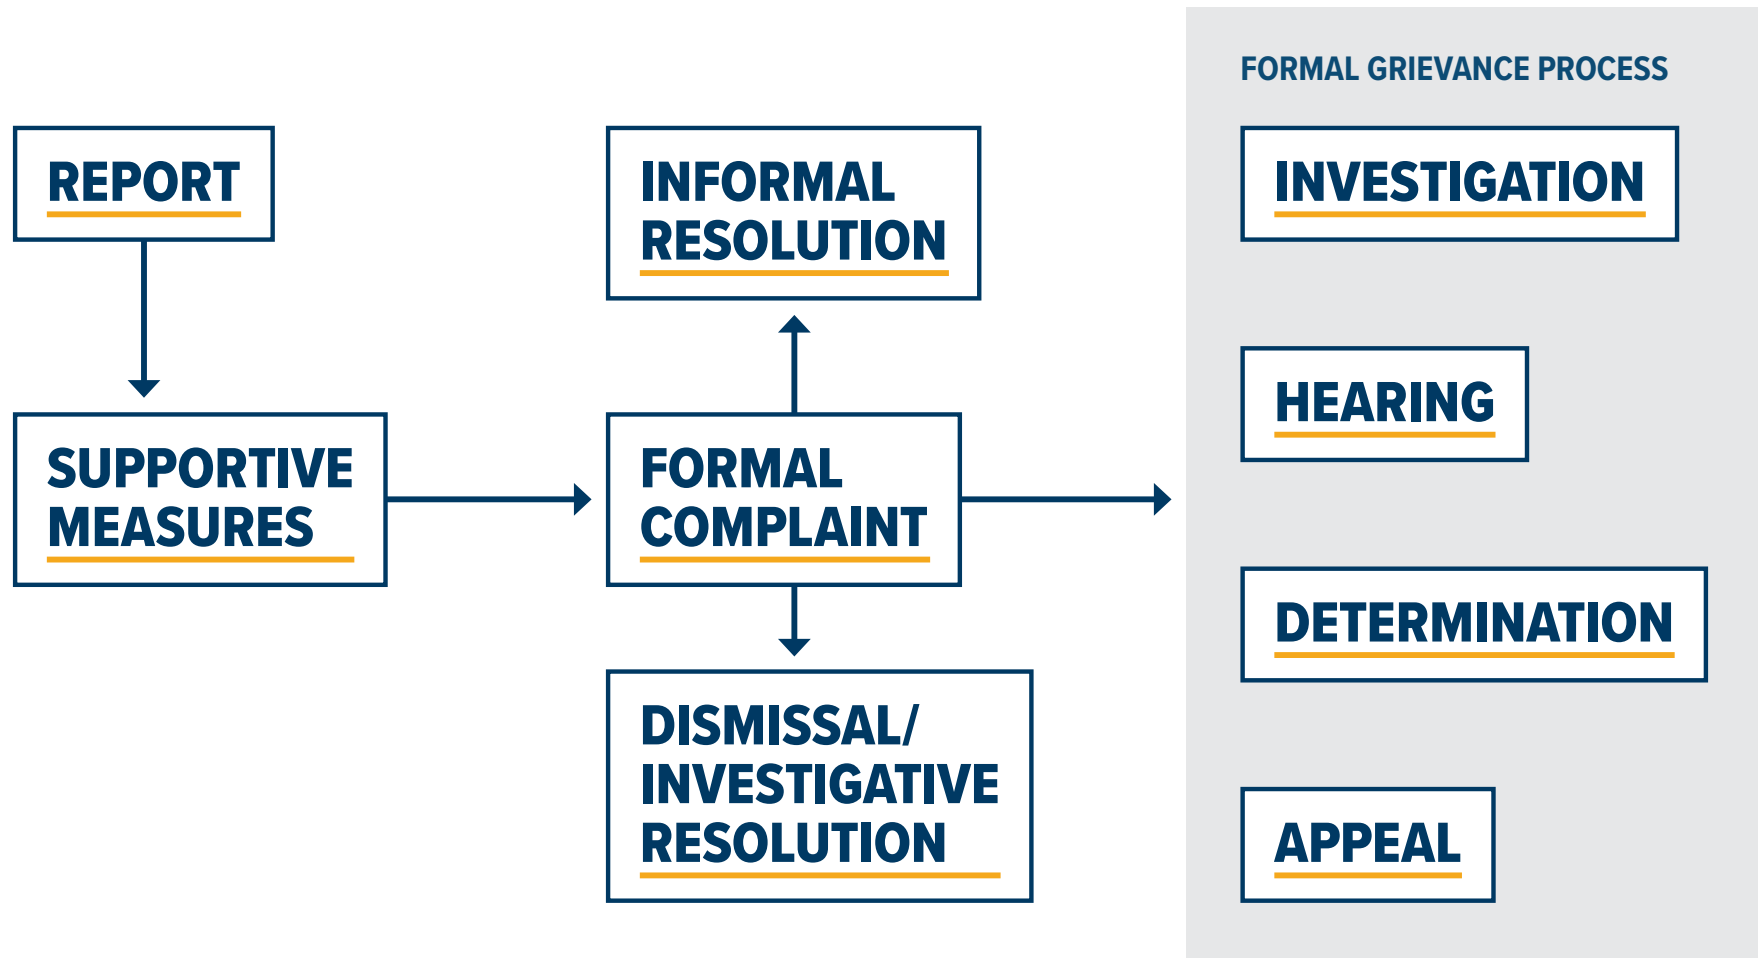 REPORT
SUPPORTIVE
MEASURES
INFORMAL
RESOLUTION
FORMAL
COMPLAINT
DISMISSAL/
INVESTIGATIVE
RESOLUTION
FORMAL GRIEVANCE PROCESS
INVESTIGATION
HEARING
DETERMINATION
APPEAL